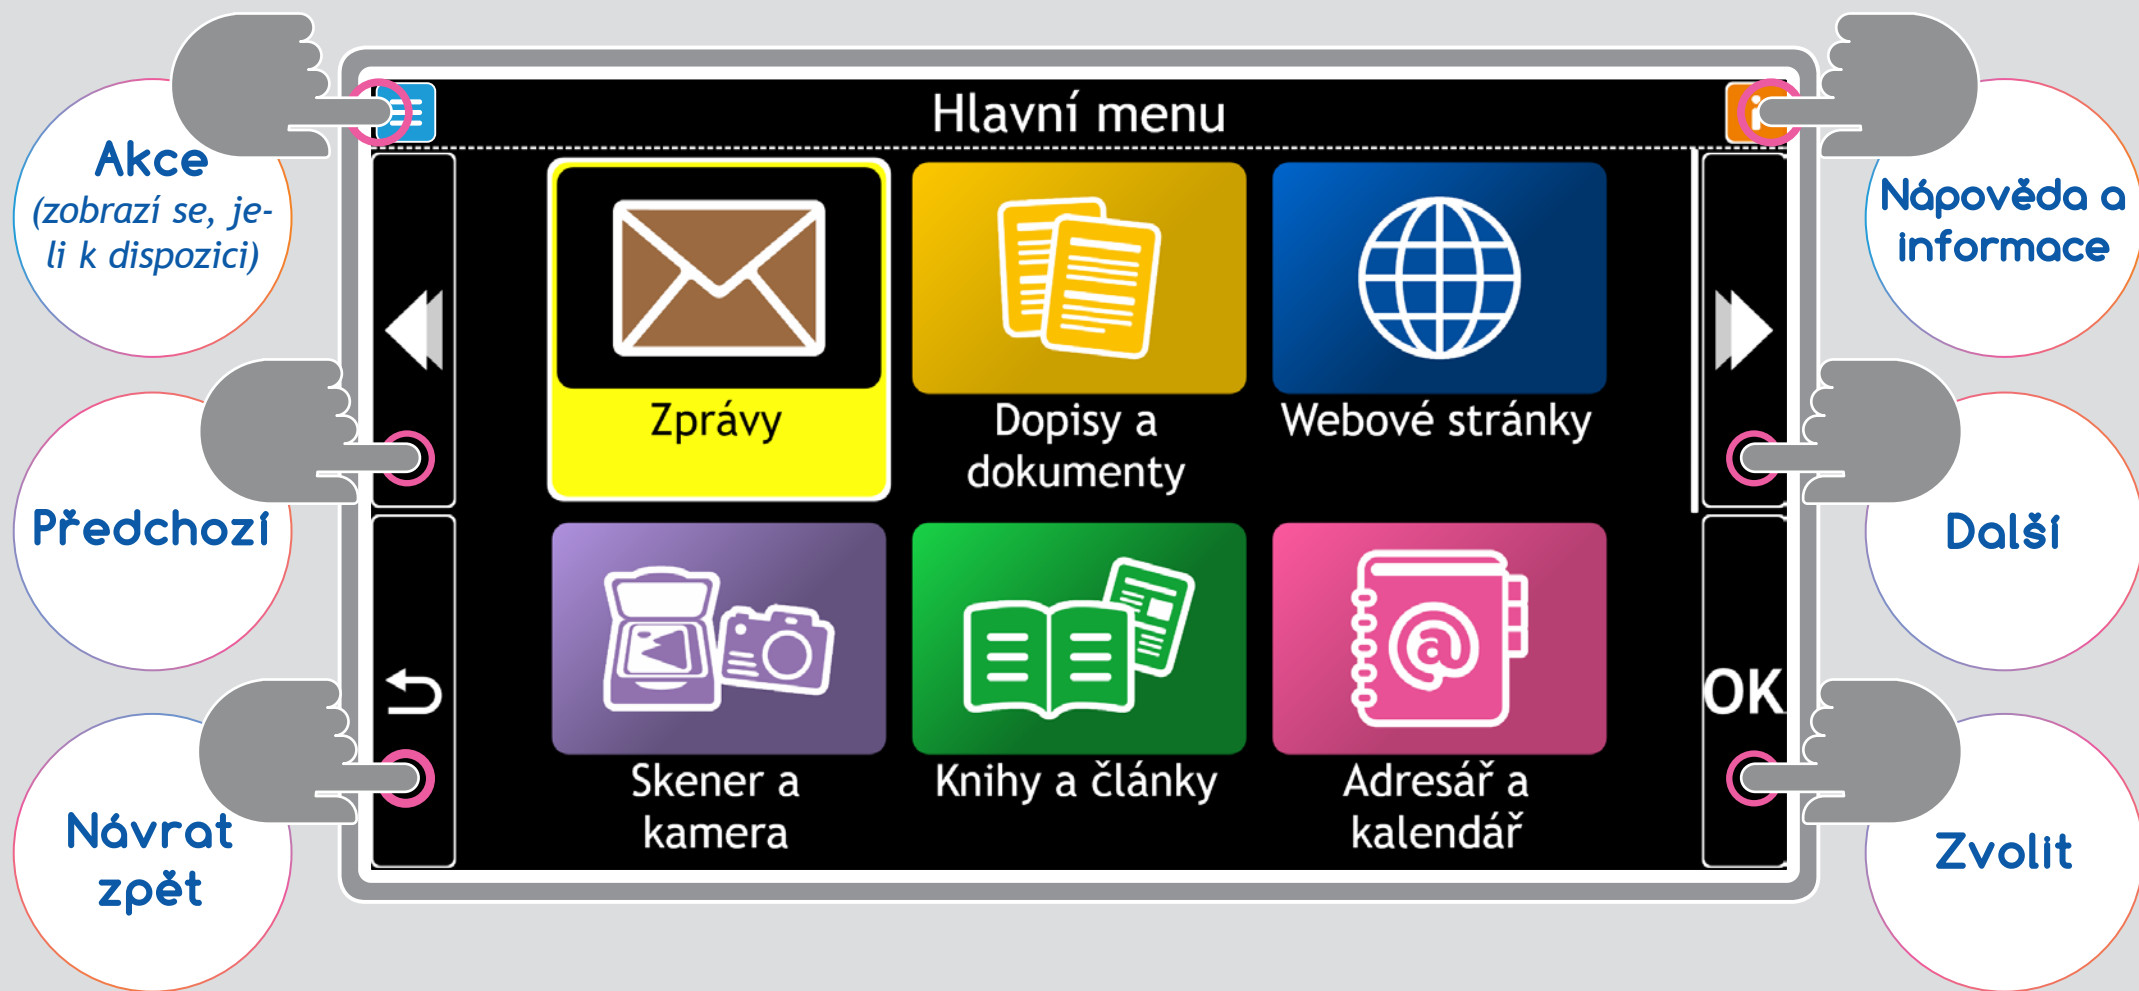 Hlavní menu
Akce
(zobrazí se, je-
li k dispozici)
Předchozí
Návrat
zpět
Zprávy
Dopisy a
dokumenty
Webové stránky
Skener a
kamera
Knihy a články
Adresář a
kalendář
OK
Nápověda a
informace
Další
Zvolit